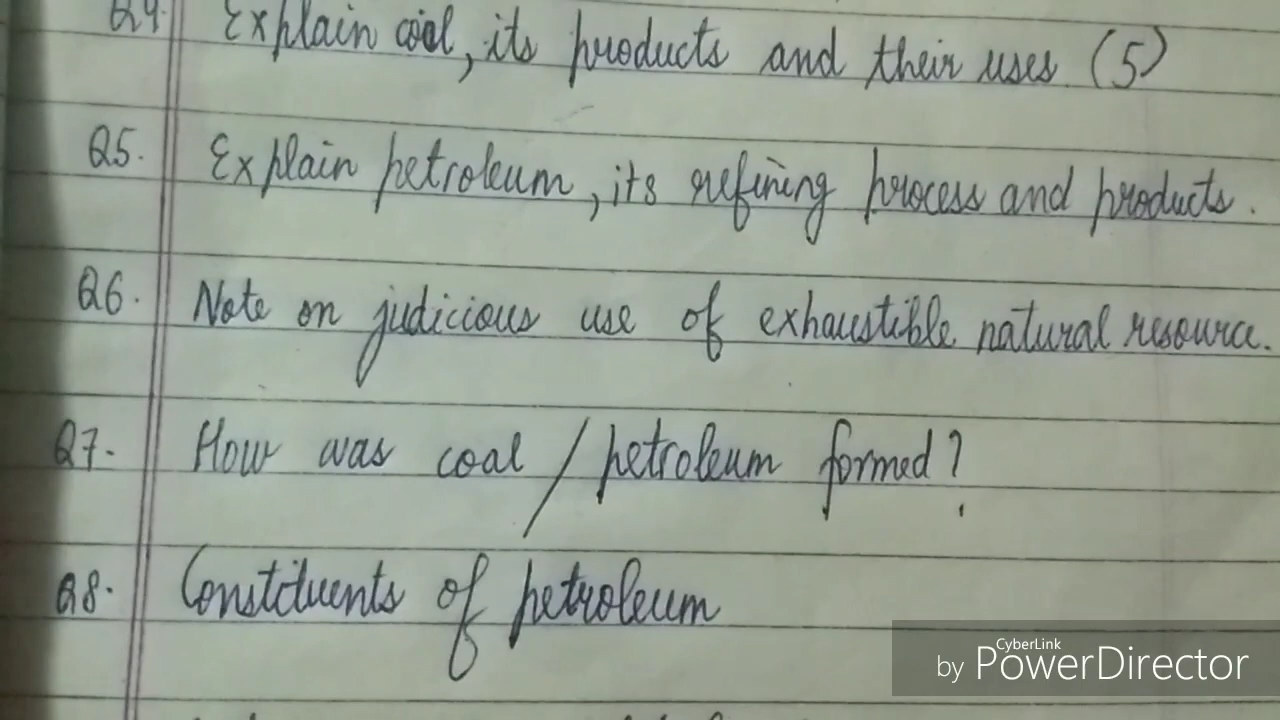 Q4. Explain coal, its products and their uses (5)
Q5. Explain petroleum, its refining process and products.
Q6. Note on judicious use of exhaustible natural resource.
Q7. How was coal / petroleum formed?
Q8. Constituents of petroleum
CyberLink
by PowerDirector